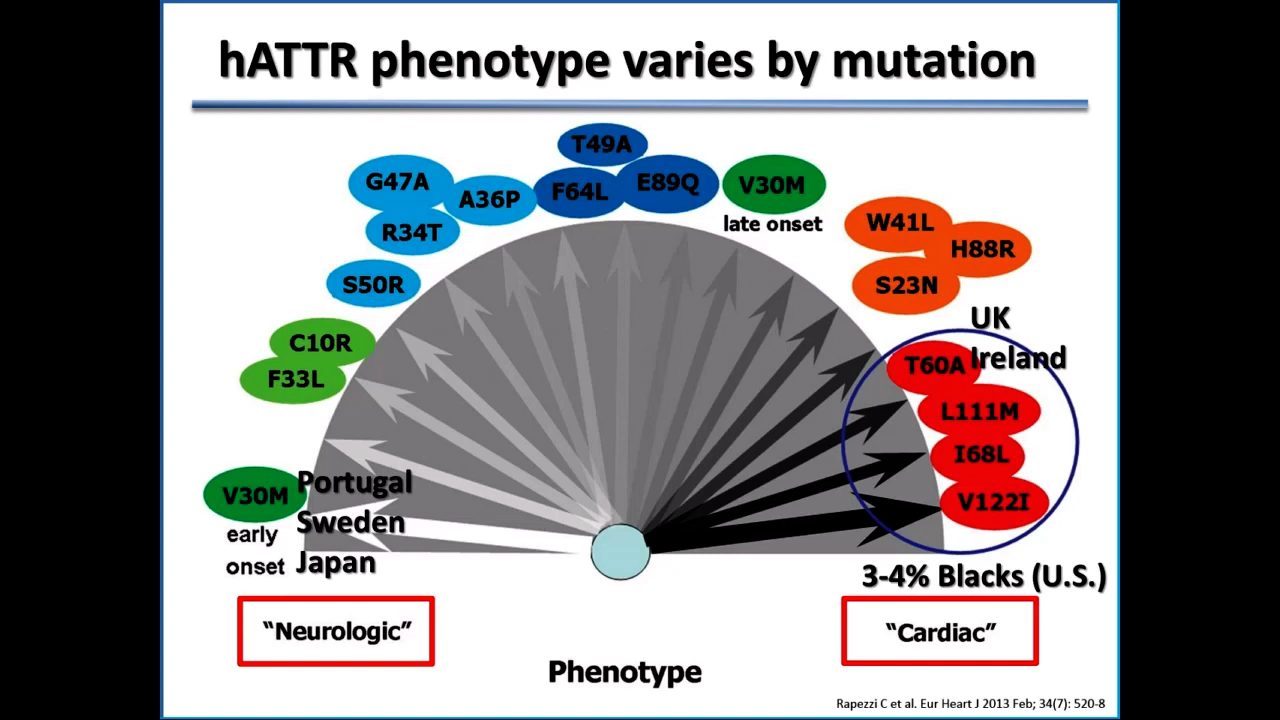 hATTR phenotype varies by mutation
T49A
G47A
A36P
F64L
E89Q
V30M
late onset
R34T
W41L
H88R
S50R
S23N
UK
Ireland
C10R
F33L
T60A
L111M
I68L
V30M
early
onset
Portugal
Sweden
Japan
V122I
3-4% Blacks (U.S.)
"Neurologic"
"Cardiac"
Phenotype
Rapezzi C et al. Eur Heart J 2013 Feb; 34(7): 520-8